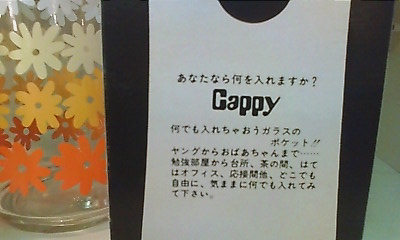 あなたなら何を入れますか?
Cappy
何でも入れちゃおうガラスの
ポケット!!
ヤングからおばあちゃんまで……
勉強部屋から台所、茶の間、はて
はオフィス、応接間他、どこでも
自由に、気ままに何でも入れてみ
て下さい。